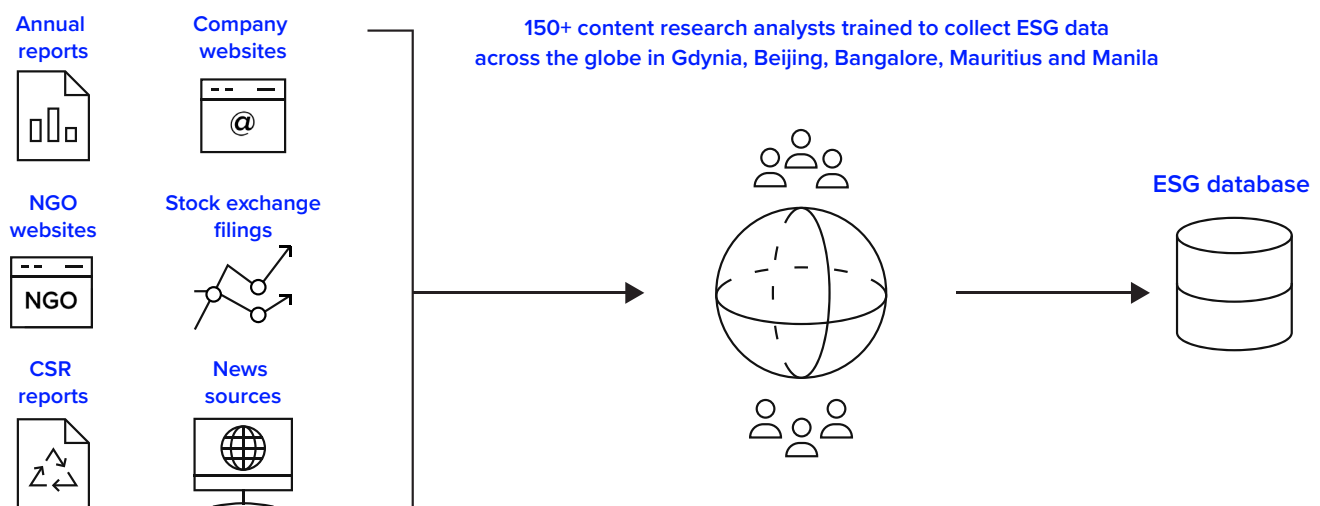 Annual
reports
Company
websites
150+ content research analysts trained to collect ESG data
across the globe in Gdynia, Beijing, Bangalore, Mauritius and Manila
@
NGO
websites
Stock exchange
filings
ESG database
NGO
CSR
reports
News
sources